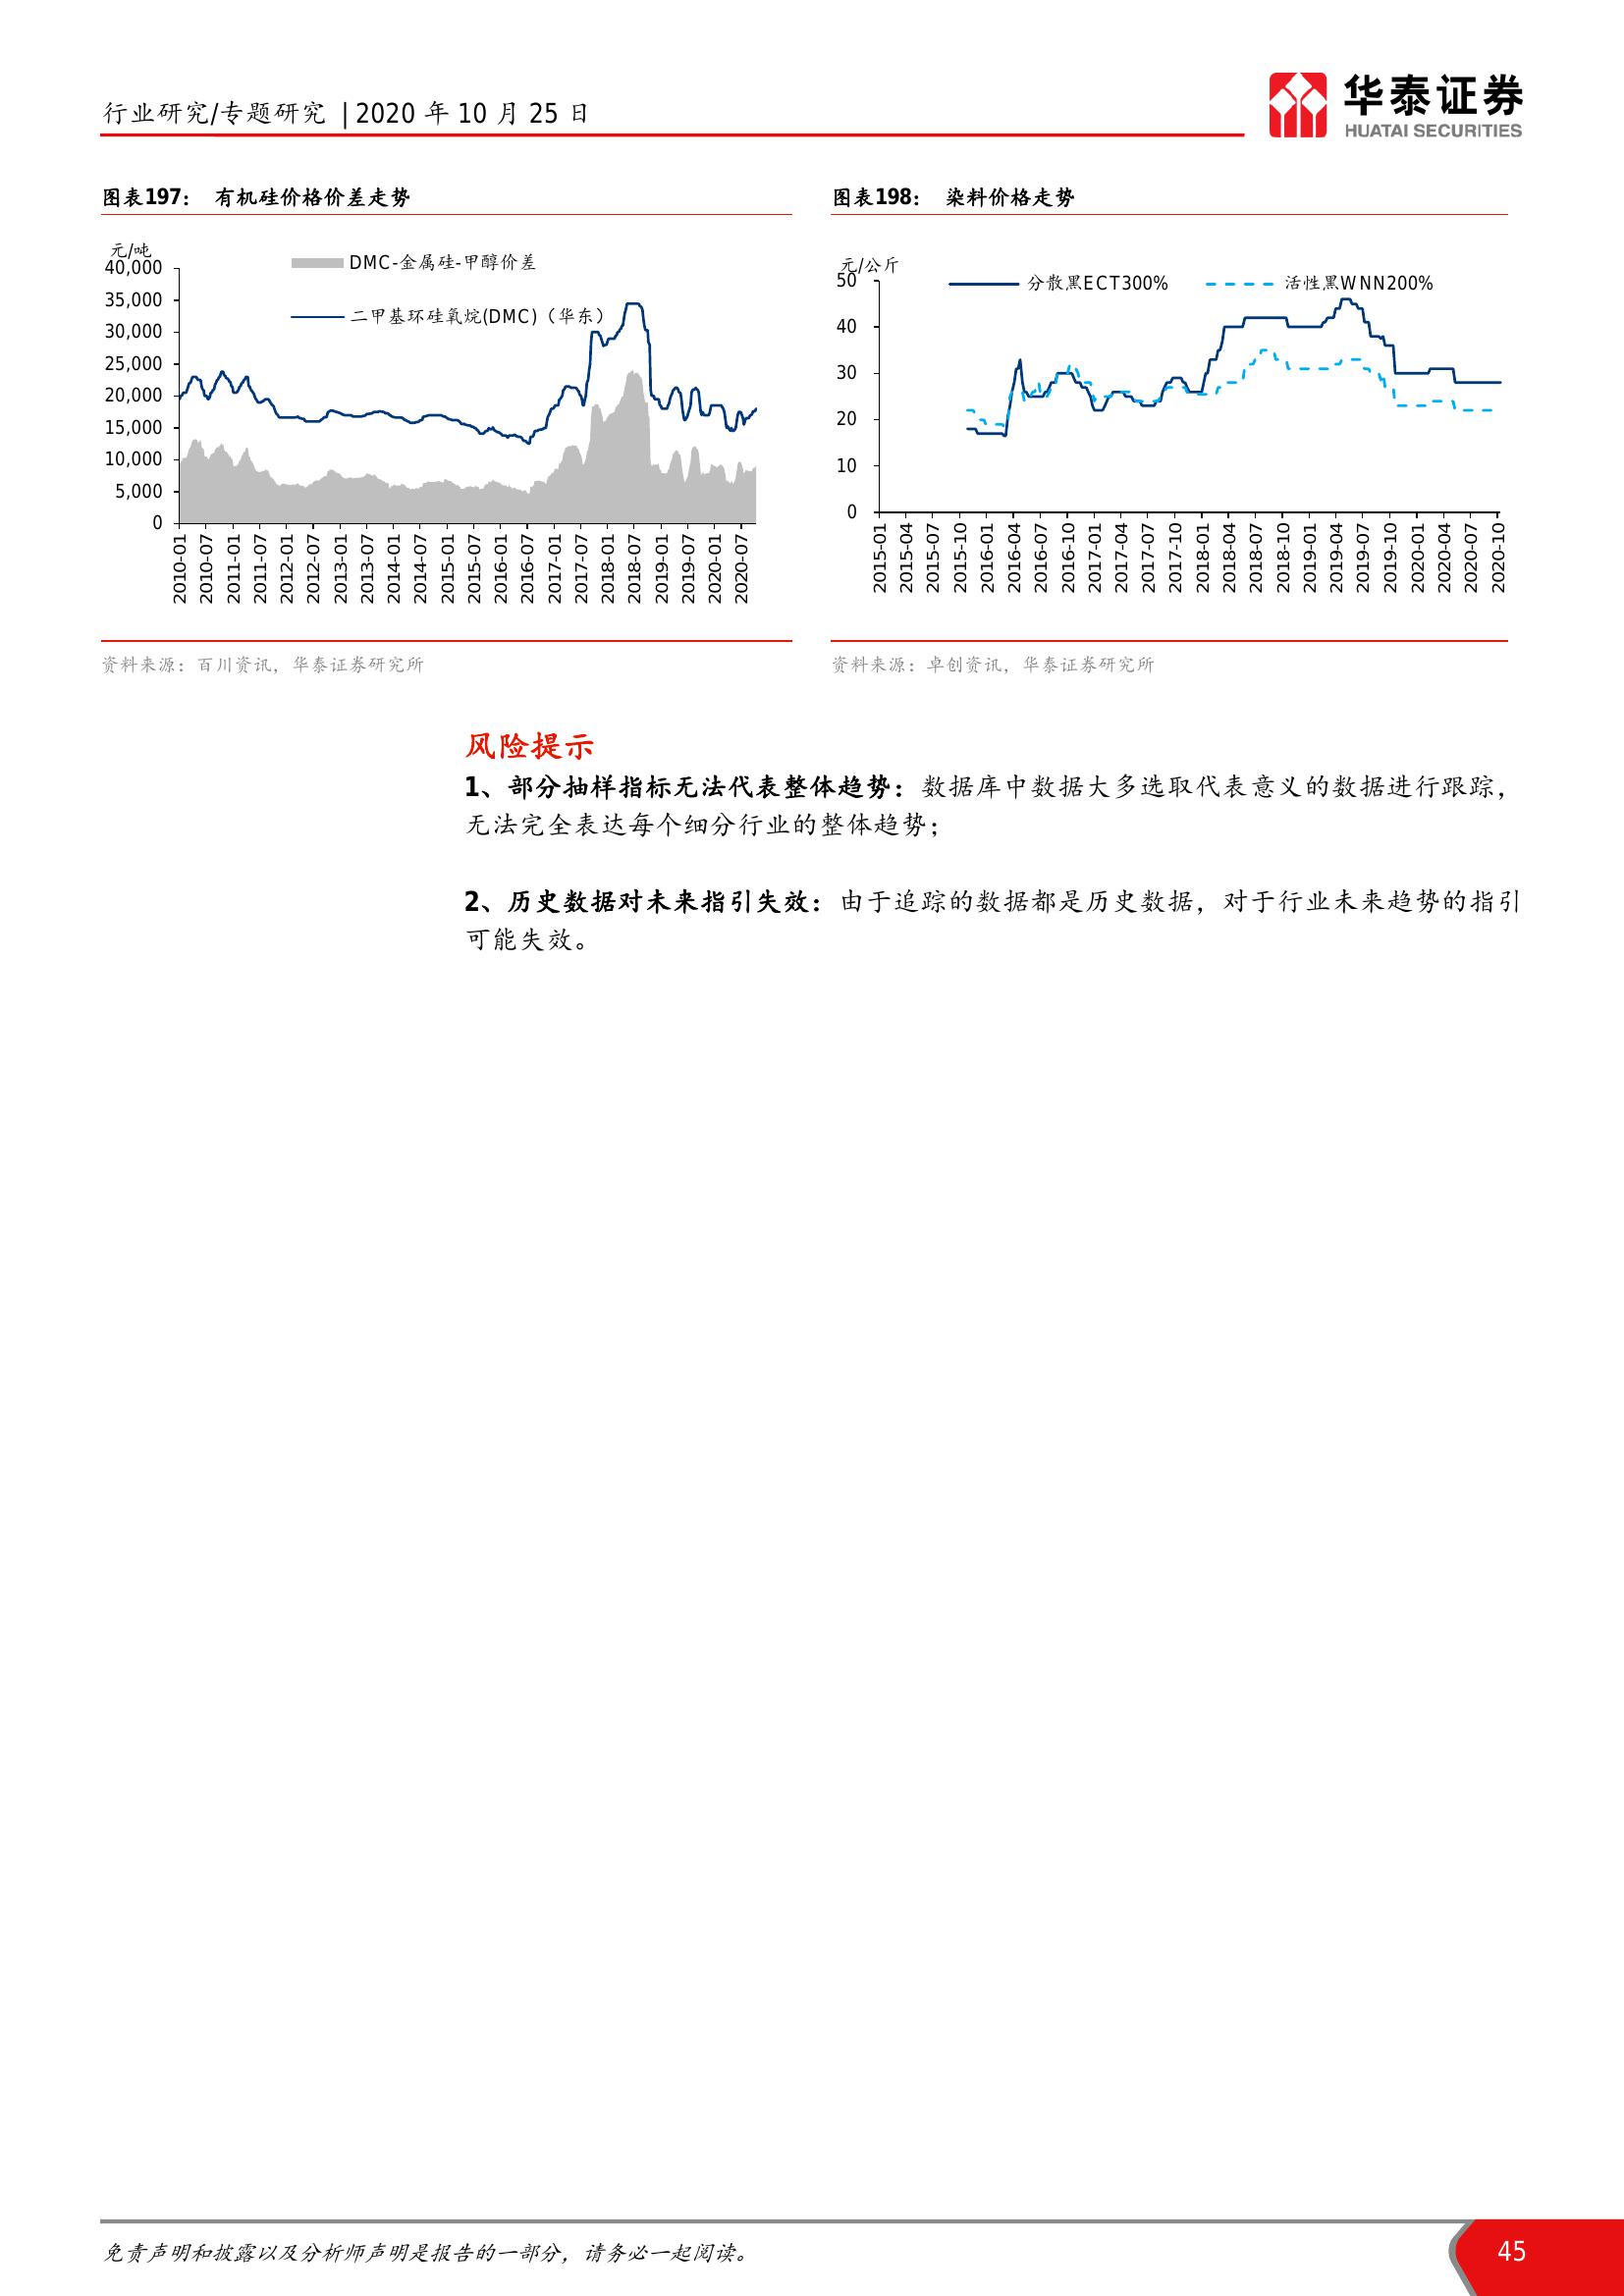 行业研究/专题研究 | 2020 年 10 月 25 日
华泰证券
HUATAI SECURITIES
图表197： 有机硅价格价差走势
元/吨
DMC-金属硅-甲醇价差
二甲基环硅氧烷(DMC)（华东）
40,000
35,000
30,000
25,000
20,000
15,000
10,000
5,000
0
2010-01 2010-07 2011-01 2011-07 2012-01 2012-07 2013-01 2013-07 2014-01 2014-07 2015-01 2015-07 2016-01 2016-07 2017-01 2017-07 2018-01 2018-07 2019-01 2019-07 2020-01 2020-07
资料来源：百川资讯，华泰证券研究所
图表198： 染料价格走势
元/公斤
分散黑ECT300% 活性黑WNN200%
50
40
30
20
10
0
2015-01 2015-04 2015-07 2015-10 2016-01 2016-04 2016-07 2016-10 2017-01 2017-04 2017-07 2017-10 2018-01 2018-04 2018-07 2018-10 2019-01 2019-04 2019-07 2019-10 2020-01 2020-04 2020-07 2020-10
资料来源：卓创资讯，华泰证券研究所
风险提示
1、部分抽样指标无法代表整体趋势：数据库中数据大多选取代表意义的数据进行跟踪，
无法完全表达每个细分行业的整体趋势；
2、历史数据对未来指引失效：由于追踪的数据都是历史数据，对于行业未来趋势的指引
可能失效。
免责声明和披露以及分析师声明是报告的一部分，请务必一起阅读。
45